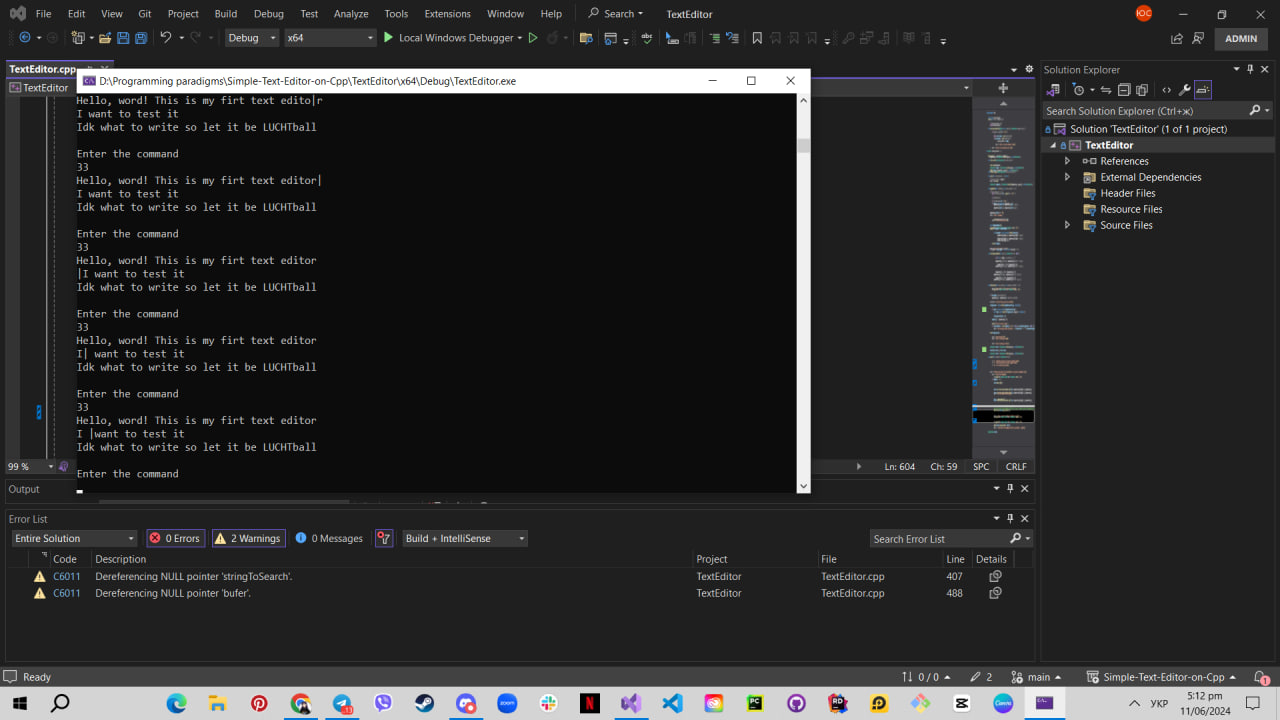 File Edit View Git Project Build Debug Test Analyze Tools Extensions Window Help Search TextEditor ЮС
Debug x64 Local Windows Debugger ADMIN
TextEditor.cpp
TextEditor
D:\Programming paradigms\Simple-Text-Editor-on-Cpp\TextEditor\x64\Debug\TextEditor.exe
Hello, word! This is my firt text edito|r
I want to test it
Idk what to write so let it be LUCHTball
Enter the command
33
Hello, word! This is my firt text editor|
I want to test it
Idk what to write so let it be LUCHTball
Enter the command
33
Hello, word! This is my firt text editor
|I want to test it
Idk what to write so let it be LUCHTball
Enter the command
33
Hello, word! This is my firt text editor
I| want to test it
Idk what to write so let it be LUCHTball
Enter the command
33
Hello, word! This is my firt text editor
I |want to test it
Idk what to write so let it be LUCHTball
Enter the command
Solution Explorer
Search Solution Explorer (Ctrl+ж)
Solution 'TextEditor' (1 of 1 project)
TextEditor
References
External Dependencies
Header Files
Resource Files
Source Files
99 % Ln: 604 Ch: 59 SPC CRLF
Output
Error List
Entire Solution 0 Errors 2 Warnings 0 Messages Build + IntelliSense Search Error List
Code Description Project File Line Details
C6011 Dereferencing NULL pointer 'stringToSearch'. TextEditor TextEditor.cpp 407
C6011 Dereferencing NULL pointer 'bufer'. TextEditor TextEditor.cpp 488
Ready 0 / 0 2 main Simple-Text-Editor-on-Cpp 1
zoom N PC RD Canva УКР 5:12 pm
11/06/2024